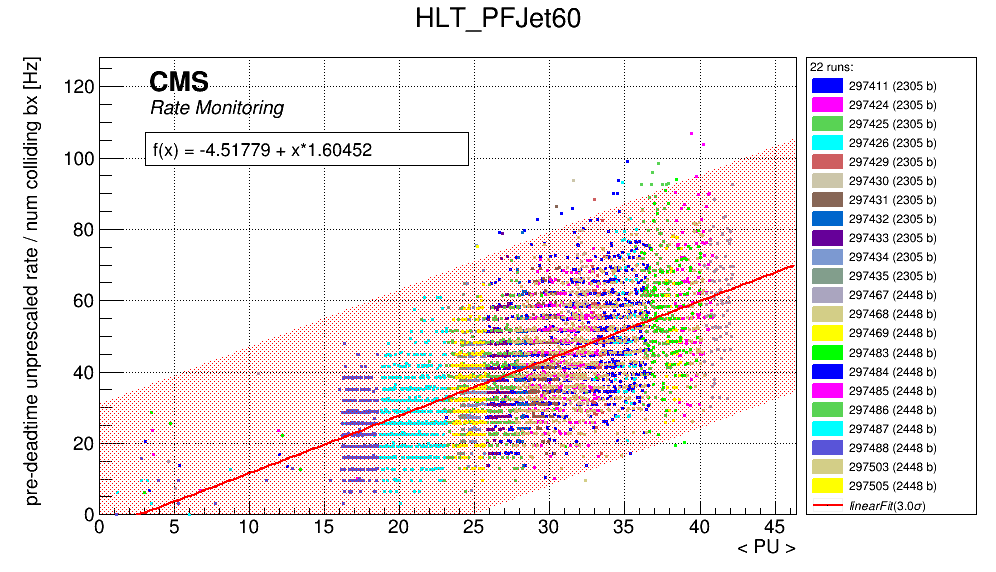 HLT_PFJet60
pre-deadtime unprescaled rate / num colliding bx [Hz]
CMS
Rate Monitoring
f(x) = -4.51779 + x*1.60452
120
100
80
60
40
20
0
0 5 10 15 20 25 30 35 40 45
< PU >
22 runs:
297411 (2305 b)
297424 (2305 b)
297425 (2305 b)
297426 (2305 b)
297429 (2305 b)
297430 (2305 b)
297431 (2305 b)
297432 (2305 b)
297433 (2305 b)
297434 (2305 b)
297435 (2305 b)
297467 (2448 b)
297468 (2448 b)
297469 (2448 b)
297483 (2448 b)
297484 (2448 b)
297485 (2448 b)
297486 (2448 b)
297487 (2448 b)
297488 (2448 b)
297503 (2448 b)
297505 (2448 b)
linearFit(3.0σ)